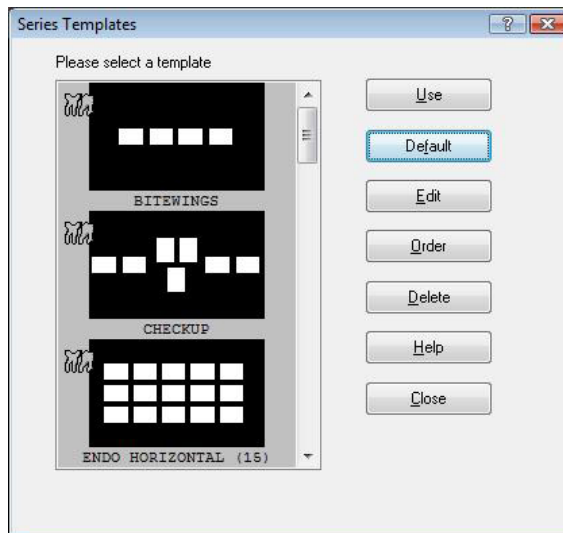 Series Templates
Please select a template
BITEWINGS
CHECKUP
ENDO HORIZONTAL (15)
Use
Default
Edit
Order
Delete
Help
Close